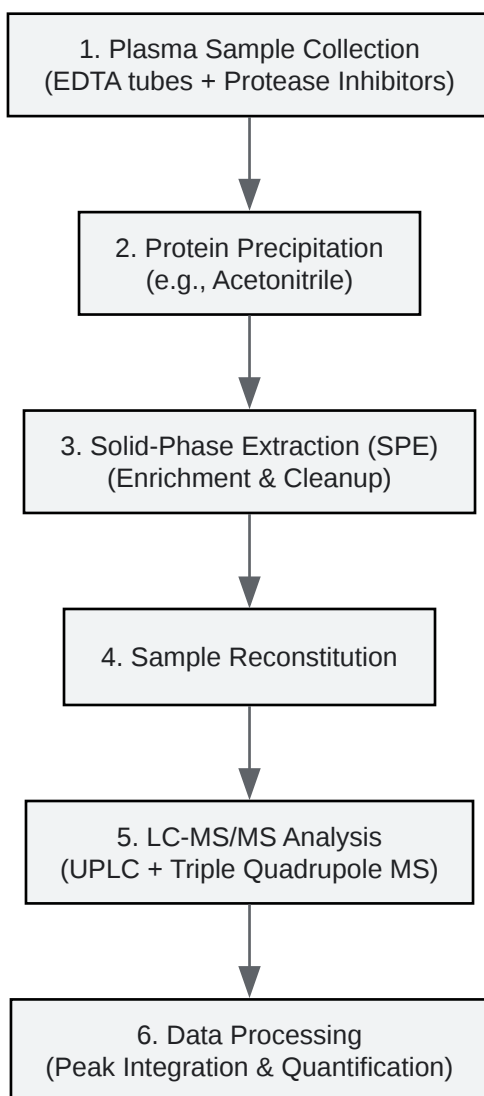 1. Plasma Sample Collection
(EDTA tubes + Protease Inhibitors)
2. Protein Precipitation
(e.g., Acetonitrile)
3. Solid-Phase Extraction (SPE)
(Enrichment & Cleanup)
4. Sample Reconstitution
5. LC-MS/MS Analysis
(UPLC + Triple Quadrupole MS)
6. Data Processing
(Peak Integration & Quantification)